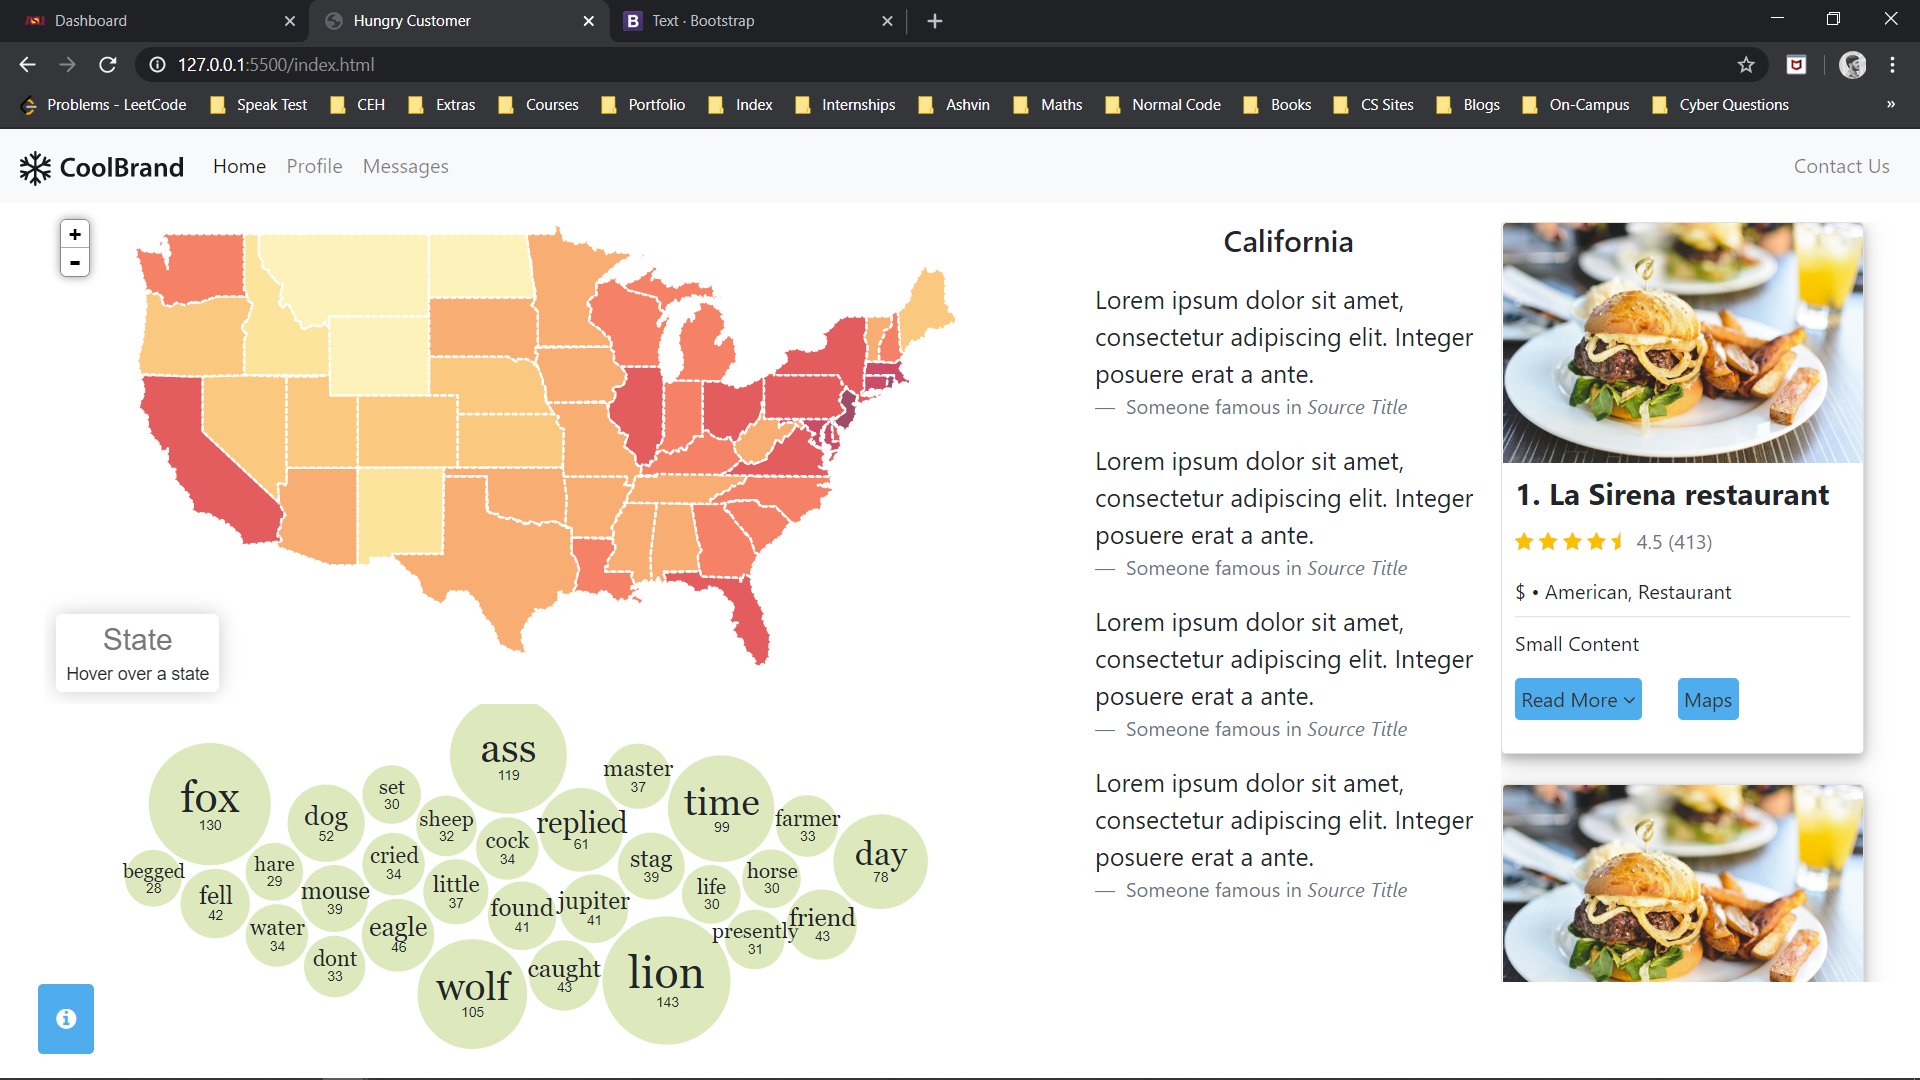 Dashboard
Hungry Customer
Text · Bootstrap
127.0.0.1:5500/index.html
Problems - LeetCode
Speak Test
CEH
Extras
Courses
Portfolio
Index
Internships
Ashvin
Maths
Normal Code
Books
CS Sites
Blogs
On-Campus
Cyber Questions
»
CoolBrand
Home
Profile
Messages
Contact Us
+
-
State
Hover over a state
fox
130
ass
119
master
37
time
99
set
30
dog
52
sheep
32
replied
61
farmer
33
cock
34
day
78
cried
34
stag
39
hare
29
begged
28
horse
30
little
37
life
30
mouse
39
fell
42
jupiter
41
found
41
friend
43
water
34
eagle
46
presently
31
dont
33
caught
43
lion
143
wolf
105
California
Lorem ipsum dolor sit amet,
consectetur adipiscing elit. Integer
posuere erat a ante.
— Someone famous in Source Title
Lorem ipsum dolor sit amet,
consectetur adipiscing elit. Integer
posuere erat a ante.
— Someone famous in Source Title
Lorem ipsum dolor sit amet,
consectetur adipiscing elit. Integer
posuere erat a ante.
— Someone famous in Source Title
Lorem ipsum dolor sit amet,
consectetur adipiscing elit. Integer
posuere erat a ante.
— Someone famous in Source Title
1. La Sirena restaurant
4.5 (413)
$ • American, Restaurant
Small Content
Read More
Maps